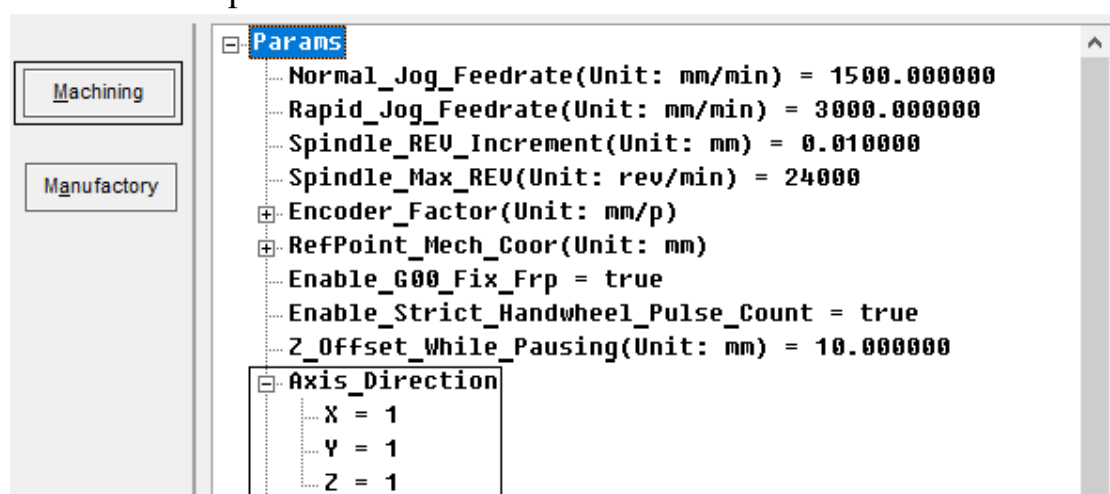 Machining
Manufactory
Params
Normal_Jog_Feedrate(Unit: mm/min) = 1500.000000
Rapid_Jog_Feedrate(Unit: mm/min) = 3000.000000
Spindle_REV_Increment(Unit: mm) = 0.010000
Spindle_Max_REV(Unit: rev/min) = 24000
Encoder_Factor(Unit: mm/p)
RefPoint_Mech_Coor(Unit: mm)
Enable_G00_Fix_Frp = true
Enable_Strict_Handwheel_Pulse_Count = true
Z_Offset_While_Pausing(Unit: mm) = 10.000000
Axis_Direction
X = 1
Y = 1
Z = 1